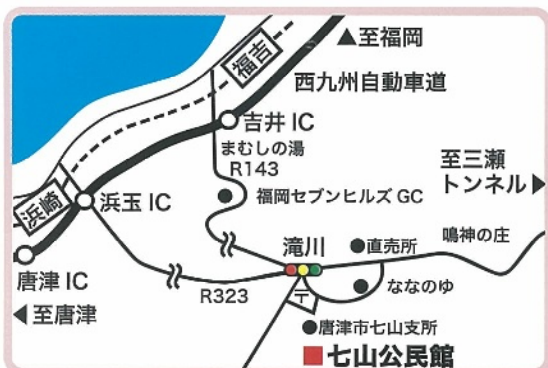 ▲至福岡
福吉
西九州自動車道
吉井 IC
まむしの湯
R143
至三瀬
トンネル▶
浜崎
浜玉 IC
福岡セブンヒルズ GC
滝川
直売所
鳴神の庄
唐津 IC
R323
〒
ななのゆ
◀至唐津
唐津市七山支所
七山公民館